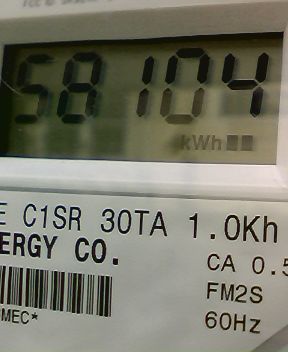 58104
kWh
E C1SR 30TA 1.0Kh
ERGY CO.
CA 0.5
FM2S
MEC*
60Hz